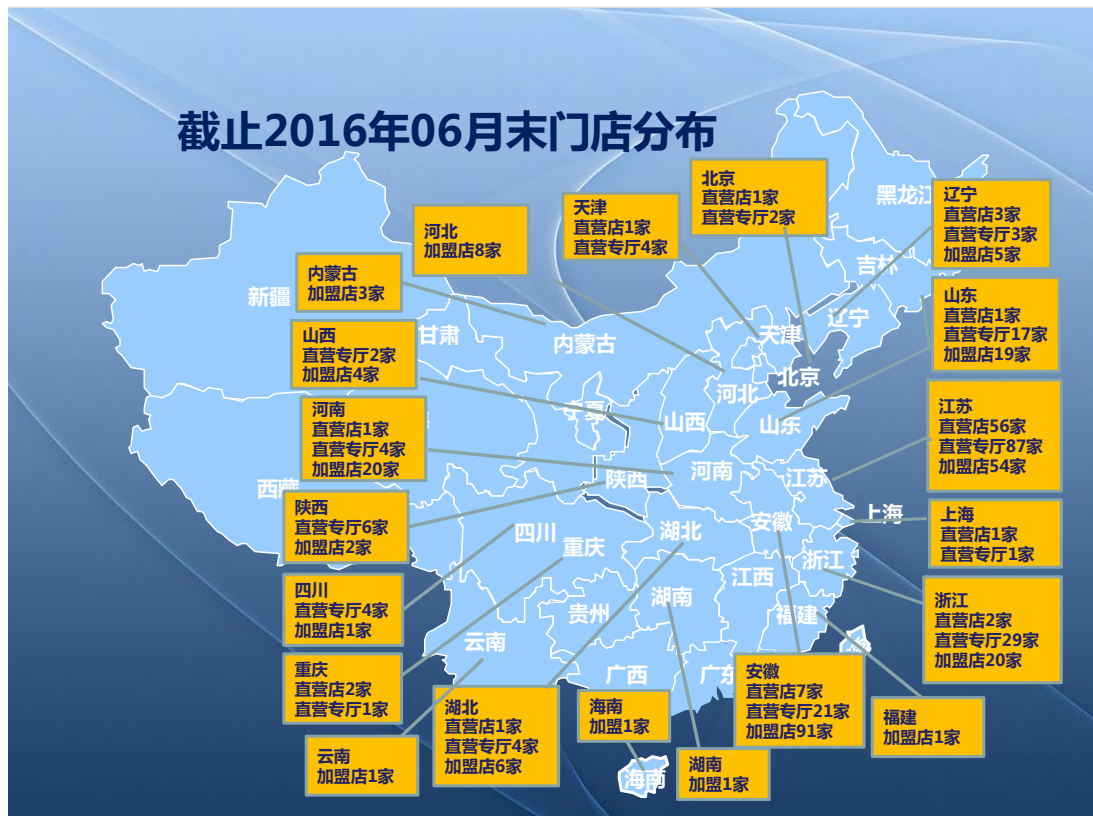 截止2016年06月末门店分布
北京
直营店1家
直营专厅2家
天津
直营店1家
直营专厅4家
辽宁
直营店3家
直营专厅3家
加盟店5家
河北
加盟店8家
内蒙古
加盟店3家
山东
直营店1家
直营专厅17家
加盟店19家
山西
直营专厅2家
加盟店4家
河南
直营店1家
直营专厅4家
加盟店20家
江苏
直营店56家
直营专厅87家
加盟店54家
陕西
直营专厅6家
加盟店2家
上海
直营店1家
直营专厅1家
四川
直营专厅4家
加盟店1家
浙江
直营店2家
直营专厅29家
加盟店20家
重庆
直营店2家
直营专厅1家
安徽
直营店7家
直营专厅21家
加盟店91家
湖北
直营店1家
直营专厅4家
加盟店6家
海南
加盟1家
福建
加盟店1家
云南
加盟店1家
湖南
加盟1家
黑龙江
吉林
辽宁
新疆
甘肃
内蒙古
天津
北京
河北
宁夏
山西
山东
河南
江苏
陕西
西藏
上海
安徽
四川
重庆
湖北
浙江
江西
湖南
贵州
福建
云南
广西
广东
海南